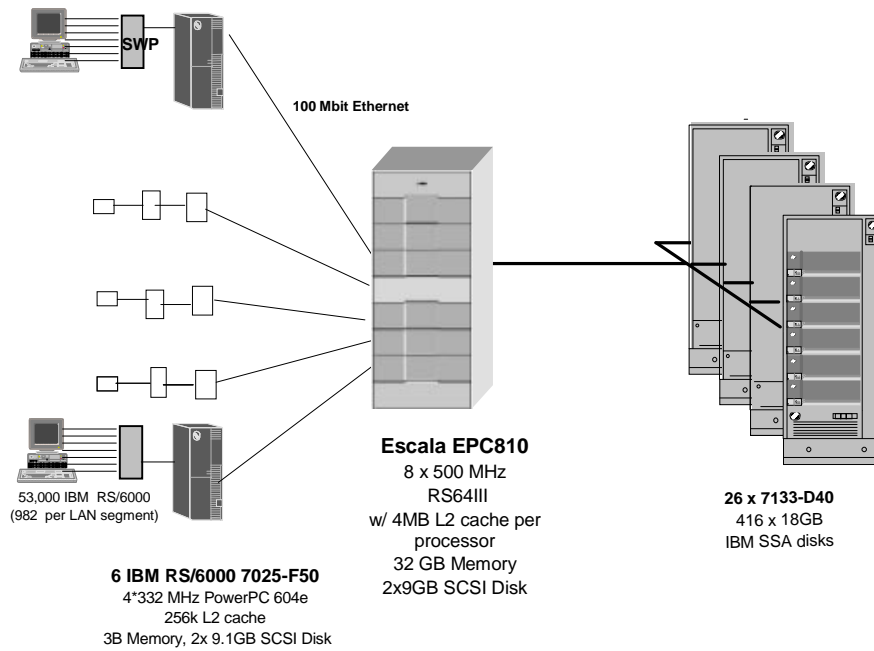 SWP
100 Mbit Ethernet
53,000 IBM RS/6000
(982 per LAN segment)
6 IBM RS/6000 7025-F50
4*332 MHz PowerPC 604e
256k L2 cache
3B Memory, 2x 9.1GB SCSI Disk
Escala EPC810
8 x 500 MHz
RS64III
w/ 4MB L2 cache per
processor
32 GB Memory
2x9GB SCSI Disk
26 x 7133-D40
416 x 18GB
IBM SSA disks